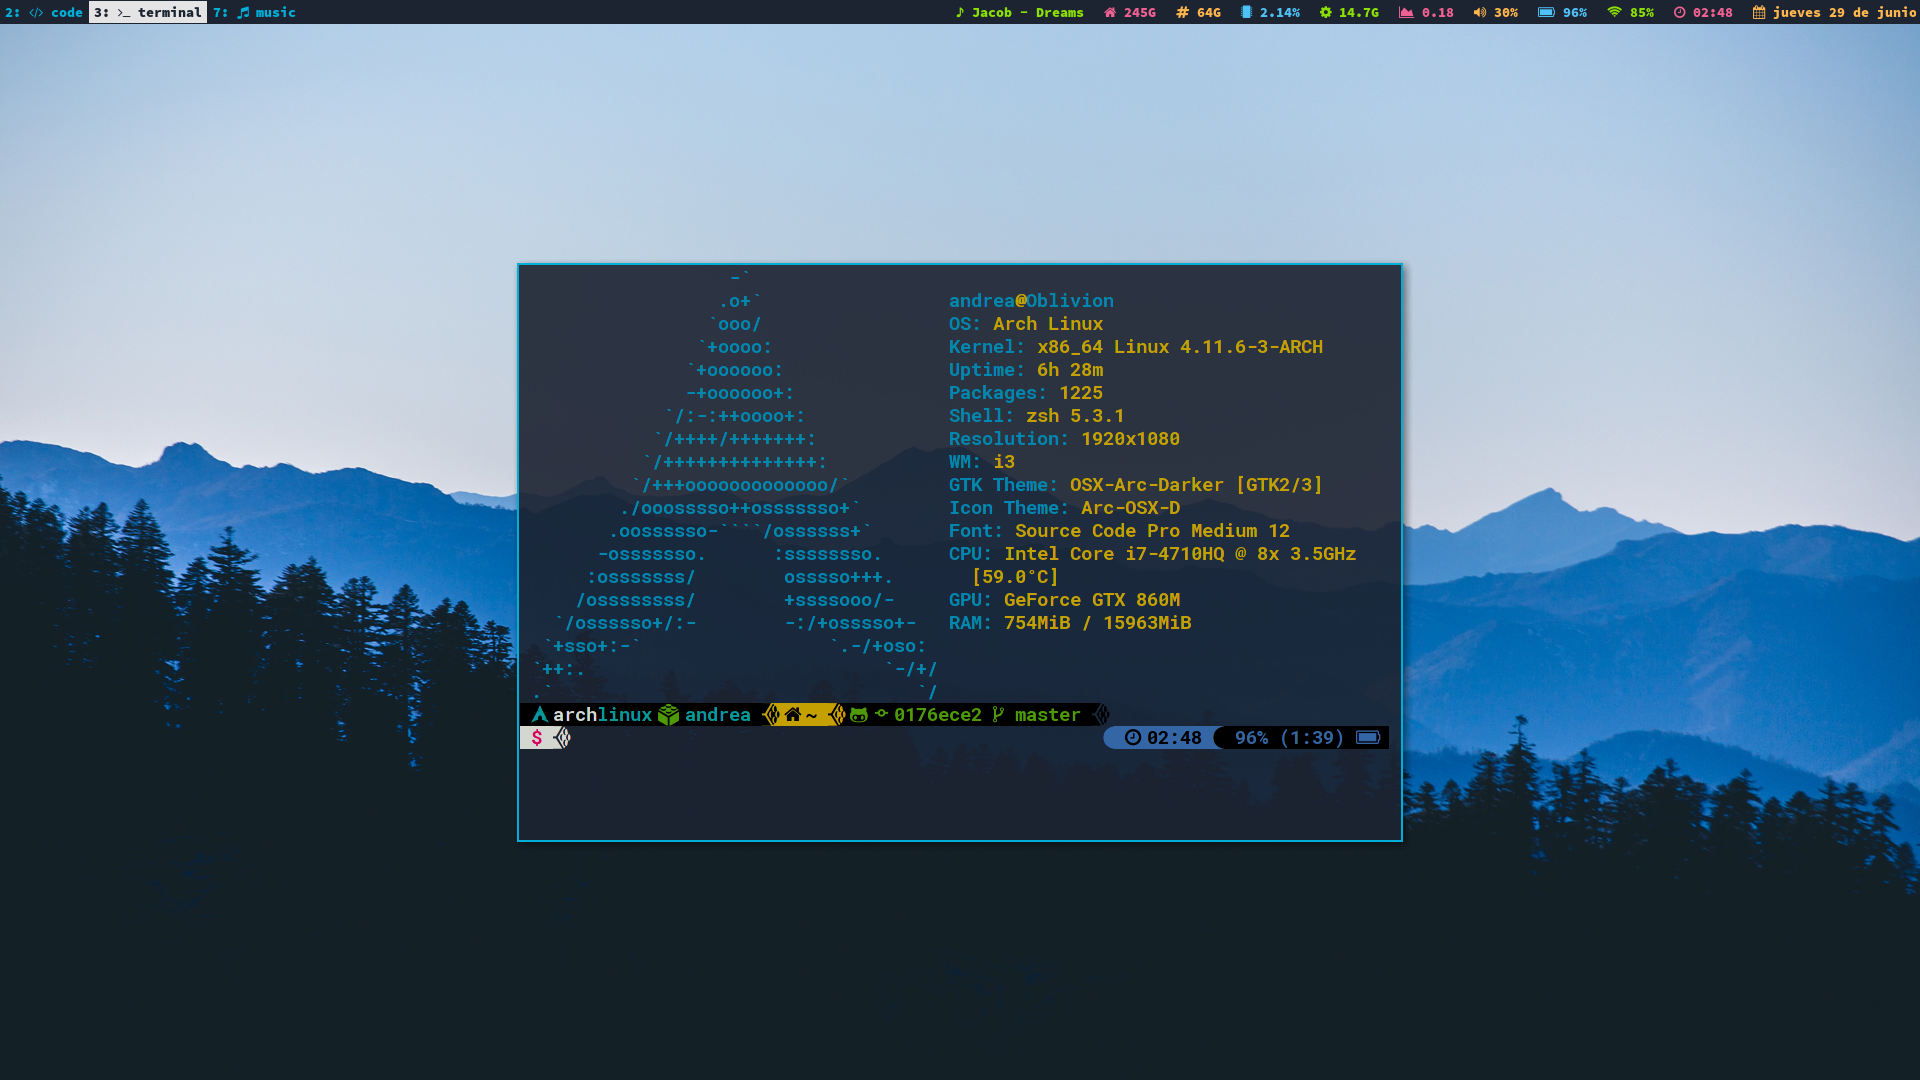 2: </> code 3: >_ terminal 7: music Jacob - Dreams 245G 64G 2.14% 14.7G 0.18 30% 96% 85% 02:48 jueves 29 de junio
-`
.o+` andrea@Oblivion
`ooo/ OS: Arch Linux
`+oooo: Kernel: x86_64 Linux 4.11.6-3-ARCH
`+oooooo: Uptime: 6h 28m
-+oooooo+: Packages: 1225
`/:-:++oooo+: Shell: zsh 5.3.1
`/++++/+++++++: Resolution: 1920x1080
`/++++++++++++++: WM: i3
`/+++ooooooooooooo/` GTK Theme: OSX-Arc-Darker [GTK2/3]
./ooosssso++osssssso+` Icon Theme: Arc-OSX-D
.oossssso-````/ossssss+` Font: Source Code Pro Medium 12
-osssssso. :ssssssso. CPU: Intel Core i7-4710HQ @ 8x 3.5GHz
:osssssss/ osssso+++. [59.0°C]
/ossssssss/ +ssssooo/- GPU: GeForce GTX 860M
`/ossssso+/:- -:/+osssso+- RAM: 754MiB / 15963MiB
`+sso+:-` `.-/+oso:
`++:. `-/+/
.` `/
archlinux andrea ~ 0176ece2 master
$ 02:48 96% (1:39)